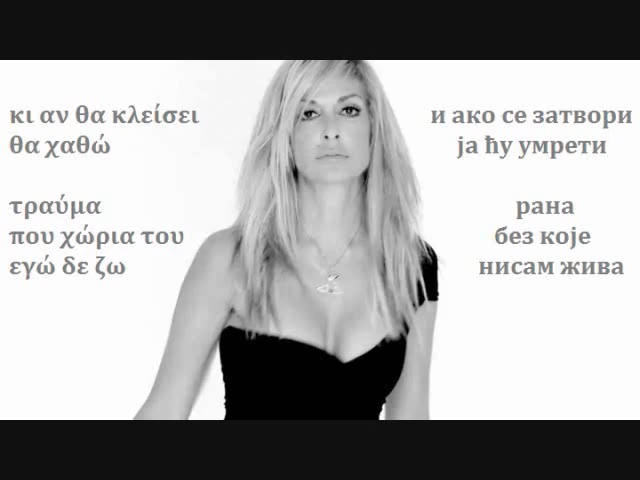 κι αν θα κλείσει
θα χαθώ
τραύμα
που χώρια του
εγώ δε ζω
и ако се затвори
ја ћу умрети
рана
без које
нисам жива